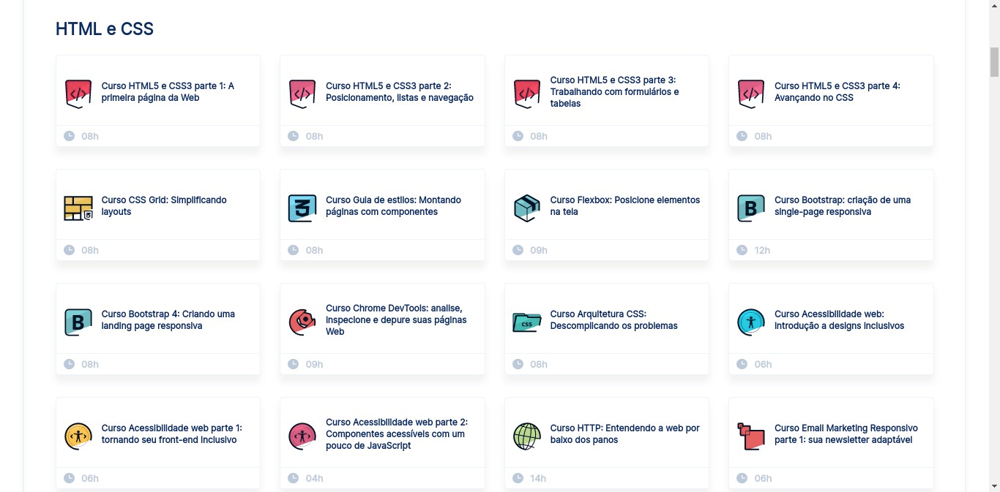 HTML e CSS
Curso HTML5 e CSS3 parte 1: A
primeira página da Web
08h
Curso HTML5 e CSS3 parte 2:
Posicionamento, listas e navegação
08h
Curso HTML5 e CSS3 parte 3:
Trabalhando com formulários e
tabelas
08h
Curso HTML5 e CSS3 parte 4:
Avançando no CSS
08h
Curso CSS Grid: Simplificando
layouts
08h
Curso Guia de estilos: Montando
páginas com componentes
08h
Curso Flexbox: Posicione elementos
na tela
09h
B
Curso Bootstrap: criação de uma
single-page responsiva
12h
B
Curso Bootstrap 4: Criando uma
landing page responsiva
08h
Curso Chrome DevTools: analise,
inspecione e depure suas páginas
Web
09h
CSS
Curso Arquitetura CSS:
Descomplicando os problemas
08h
Curso Acessibilidade web:
introdução a designs inclusivos
06h
Curso Acessibilidade web parte 1:
tornando seu front-end inclusivo
06h
Curso Acessibilidade web parte 2:
Componentes acessíveis com um
pouco de JavaScript
04h
Curso HTTP: Entendendo a web por
baixo dos panos
14h
Curso Email Marketing Responsivo
parte 1: sua newsletter adaptável
06h